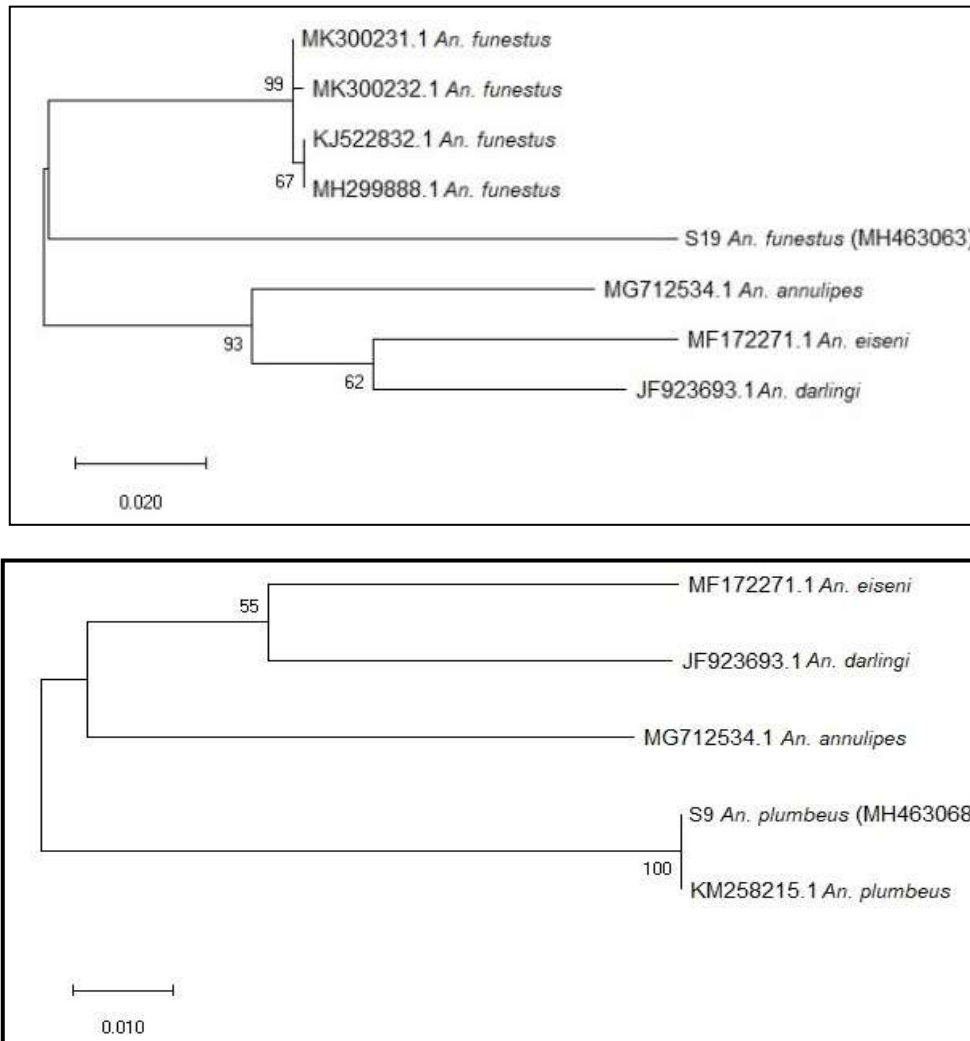 MK300231.1 An. funestus
99
MK300232.1 An. funestus
KJ522832.1 An. funestus
67
MH299888.1 An. funestus
S19 An. funestus (MH463063)
MG712534.1 An. annulipes
93
MF172271.1 An. eiseni
62
JF923693.1 An. darlingi
0.020
MF172271.1 An. eiseni
55
JF923693.1 An. darlingi
MG712534.1 An. annulipes
S9 An. plumbeus (MH463068
100
KM258215.1 An. plumbeus
0.010